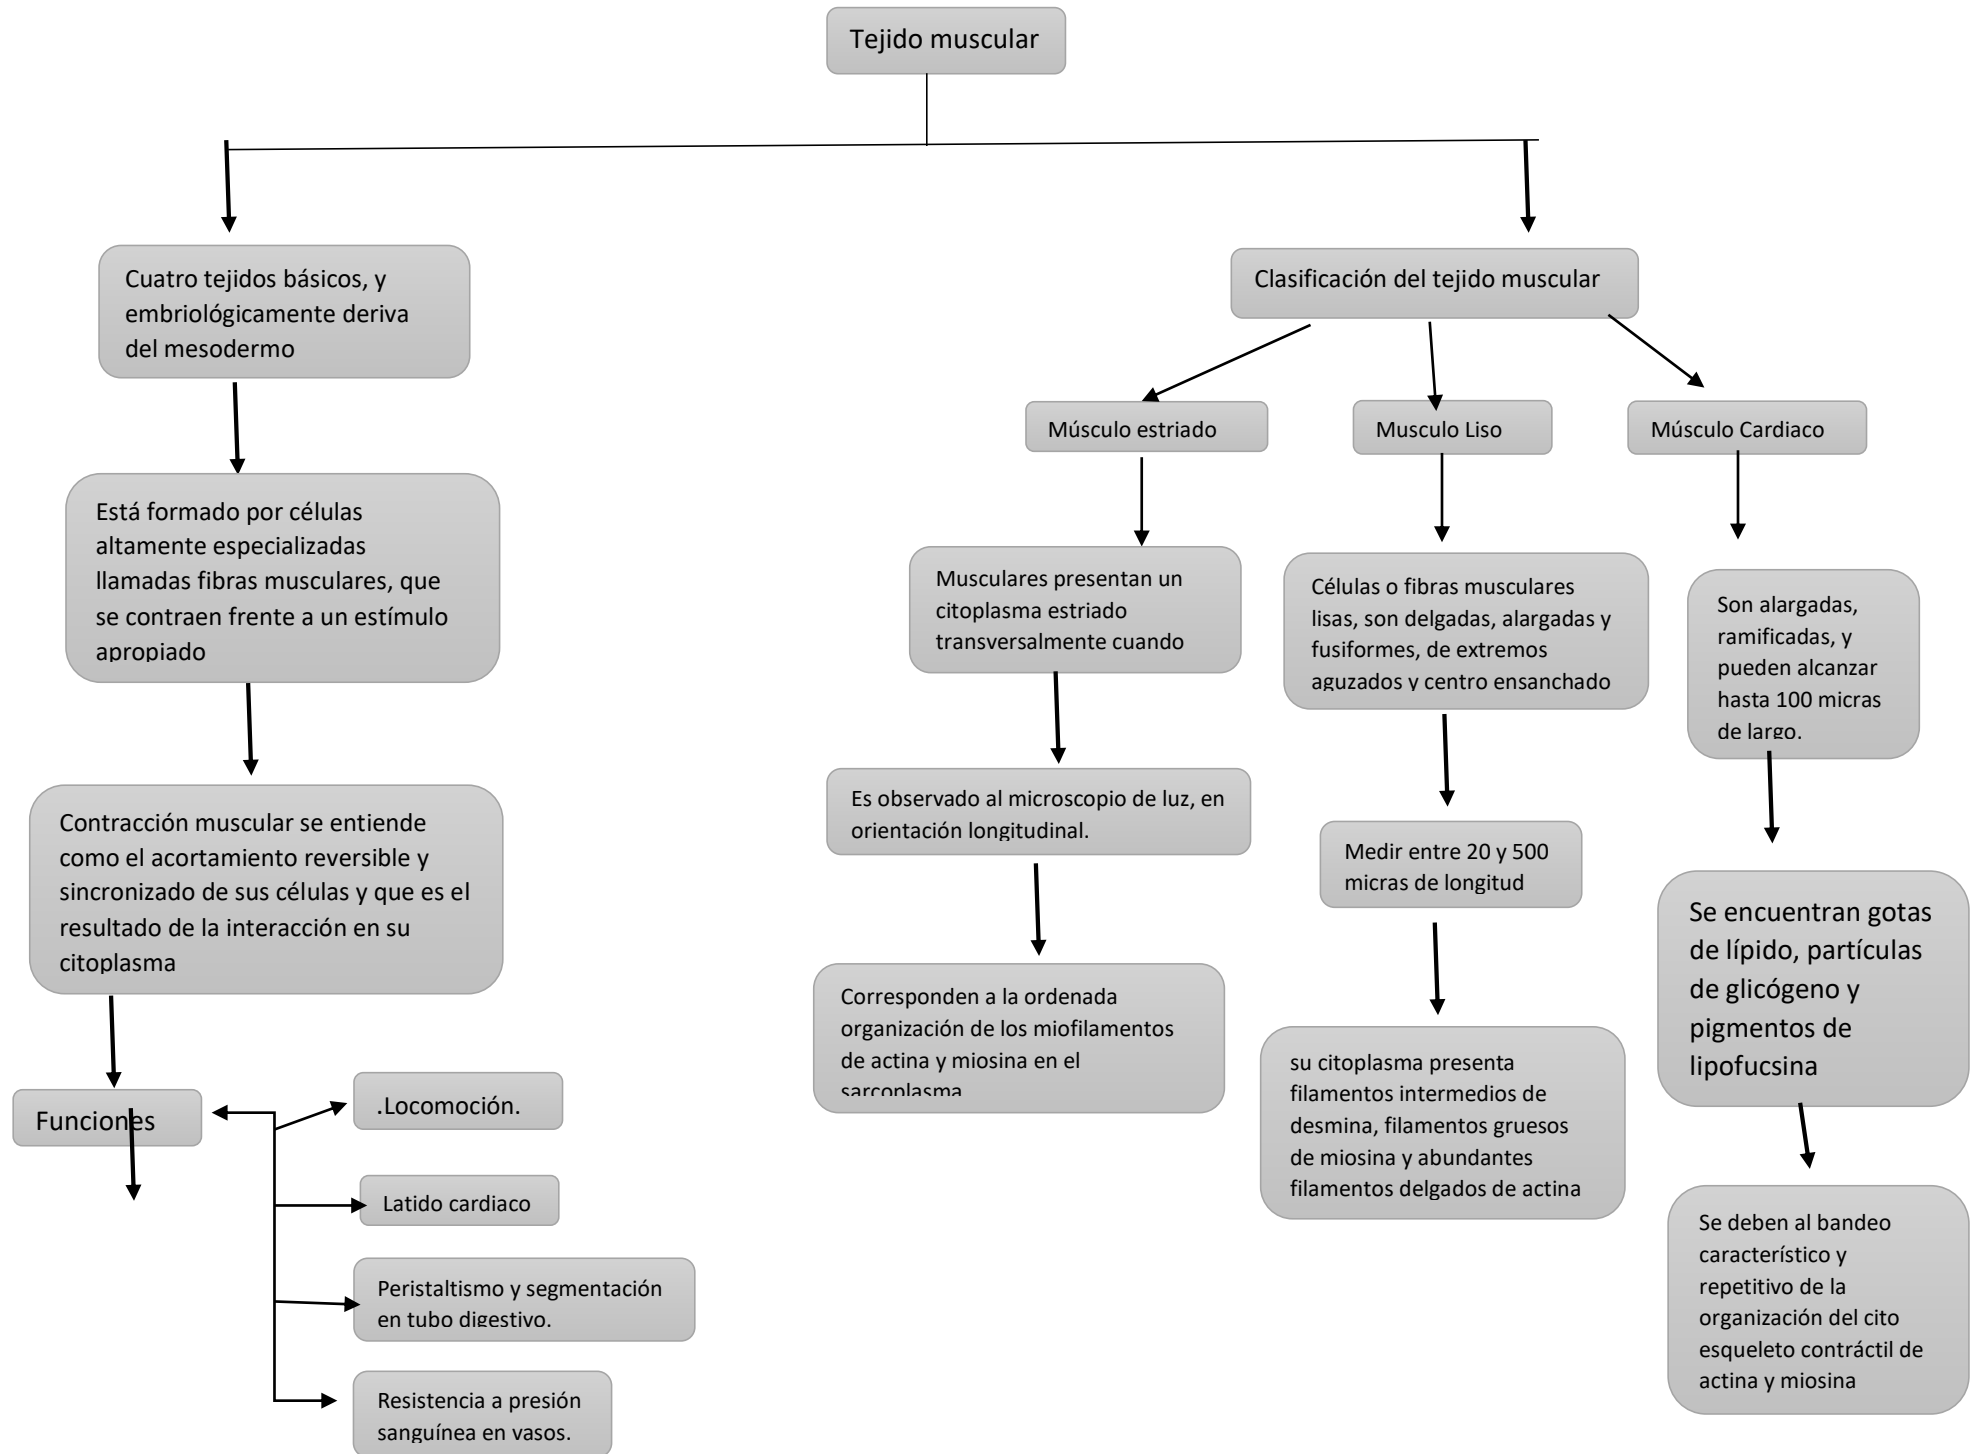 Tejido muscular
Cuatro tejidos básicos, y
embriológicamente deriva
del mesodermo
Está formado por células
altamente especializadas
llamadas fibras musculares, que
se contraen frente a un estímulo
apropiado
Contracción muscular se entiende
como el acortamiento reversible y
sincronizado de sus células y que es el
resultado de la interacción en su
citoplasma
Funciones
.Locomoción.
Latido cardiaco
Peristaltismo y segmentación
en tubo digestivo.
Resistencia a presión
sanguínea en vasos.
Clasificación del tejido muscular
Músculo estriado
Musculares presentan un
citoplasma estriado
transversalmente cuando
Es observado al microscopio de luz, en
orientación longitudinal.
Corresponden a la ordenada
organización de los miofilamentos
de actina y miosina en el
sarcoplasma
Musculo Liso
Células o fibras musculares
lisas, son delgadas, alargadas y
fusiformes, de extremos
aguzados y centro ensanchado
Medir entre 20 y 500
micras de longitud
su citoplasma presenta
filamentos intermedios de
desmina, filamentos gruesos
de miosina y abundantes
filamentos delgados de actina
Músculo Cardiaco
Son alargadas,
ramificadas, y
pueden alcanzar
hasta 100 micras
de largo.
Se encuentran gotas
de lípido, partículas
de glicógeno y
pigmentos de
lipofucsina
Se deben al bandeo
característico y
repetitivo de la
organización del cito
esqueleto contráctil de
actina y miosina